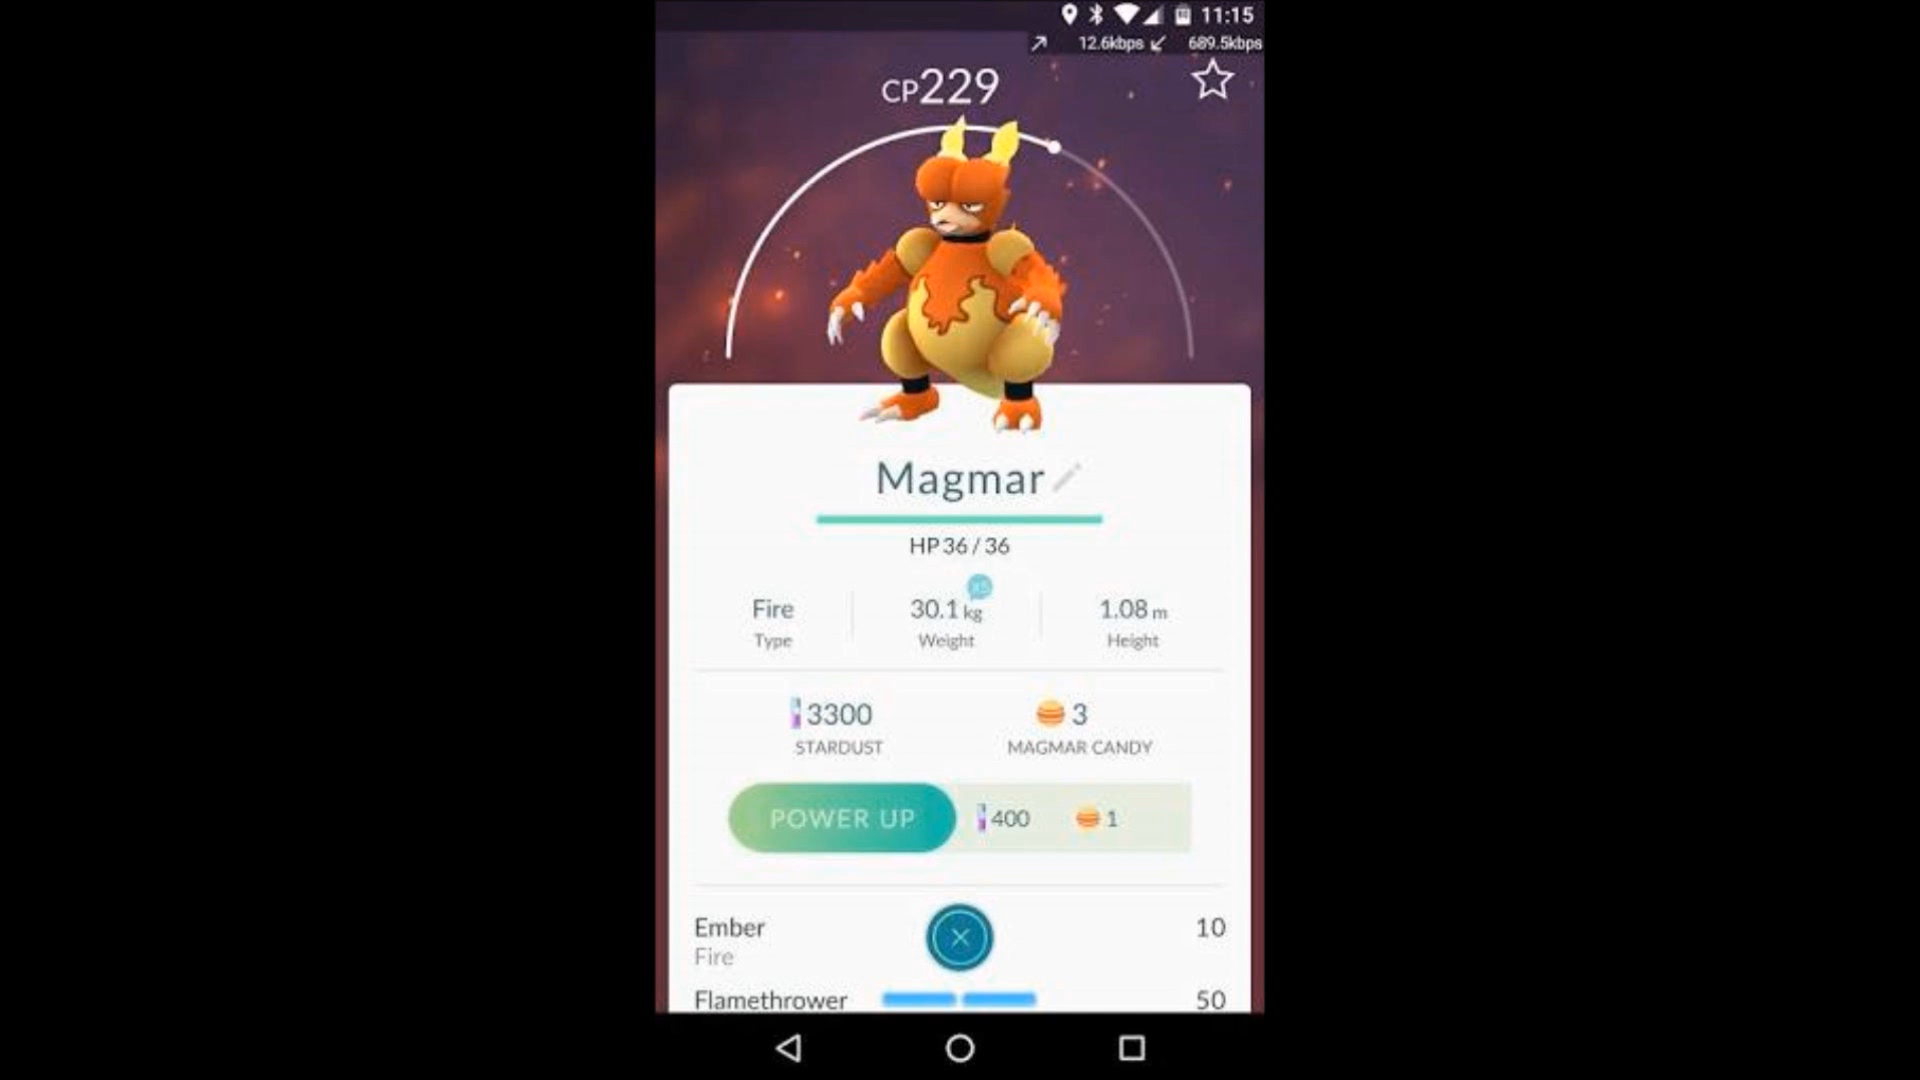 11:15
12.6kbps 689.5kbps
CP229
Magmar
HP 36 / 36
x5
Fire 30.1 kg 1.08 m
Type Weight Height
3300 3
STARDUST MAGMAR CANDY
POWER UP 400 1
Ember 10
Fire
Flamethrower 50